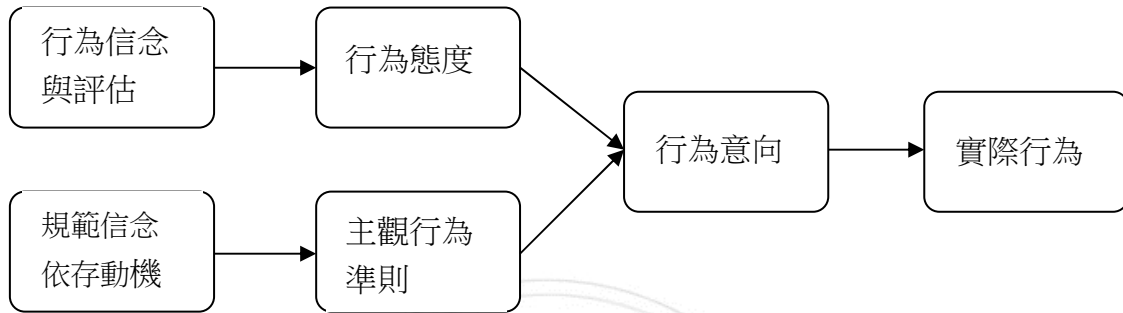 行為信念
與評估
行為態度
行為意向
實際行為
規範信念
依存動機
主觀行為
準則